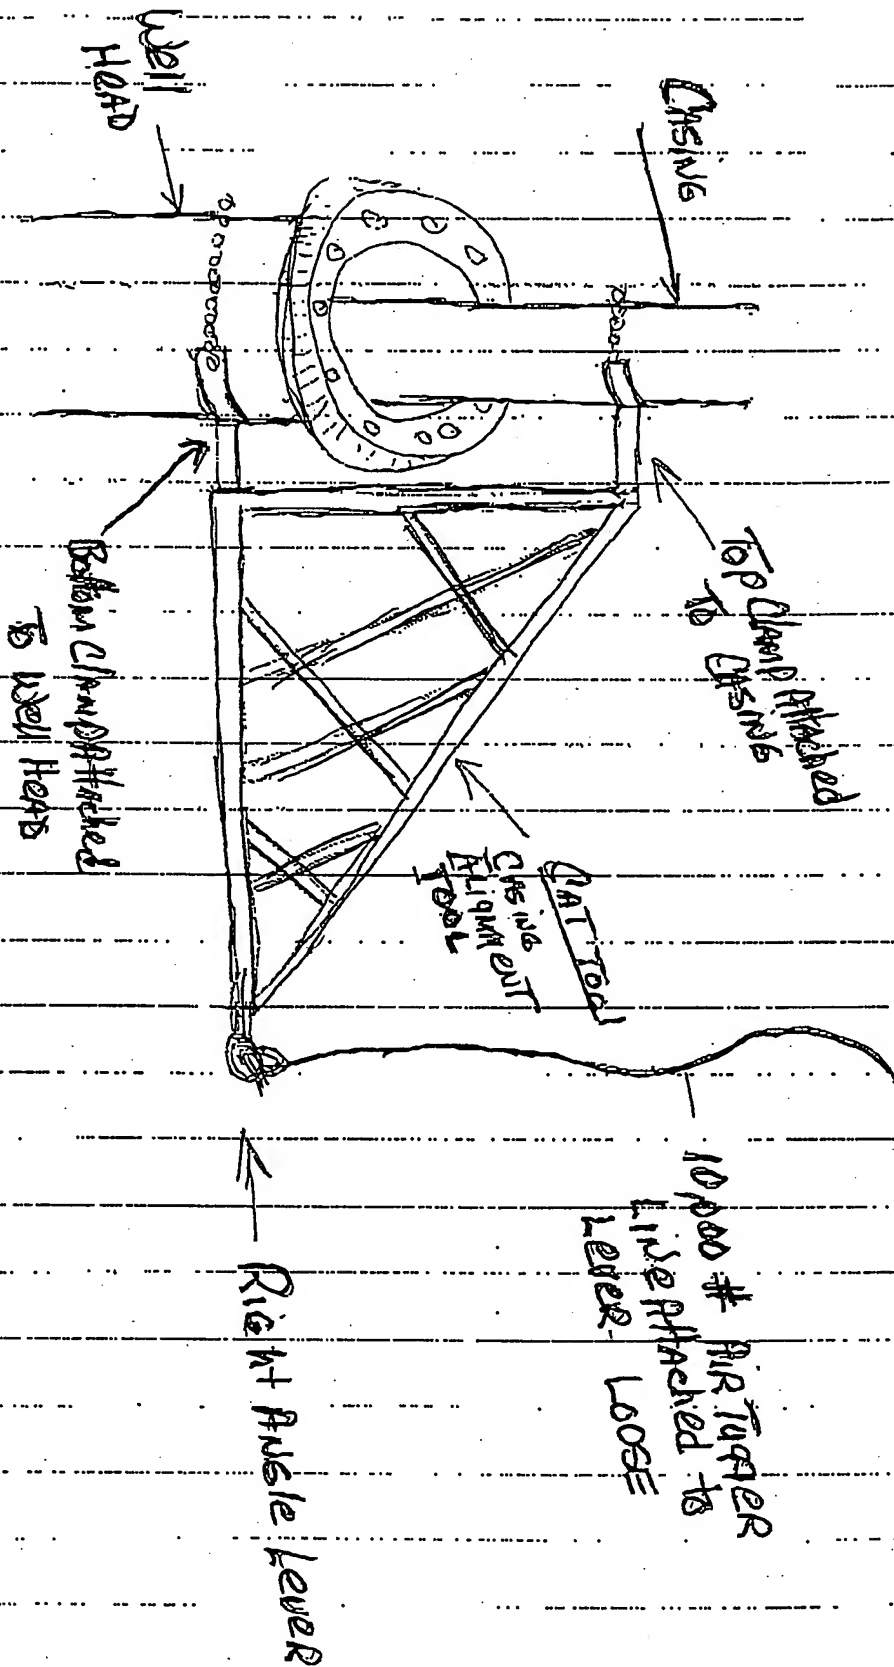 CASING
Well
HEAD
Top Clamp Attached
To CASING
Bottom Clamp Attached
To Well HEAD
CAT Tool
CASING
ALIGNMENT
TOOL
10,000 # AIR TUGGER
LINE Attached to
LEVER LOOSE
Right Angle Lever